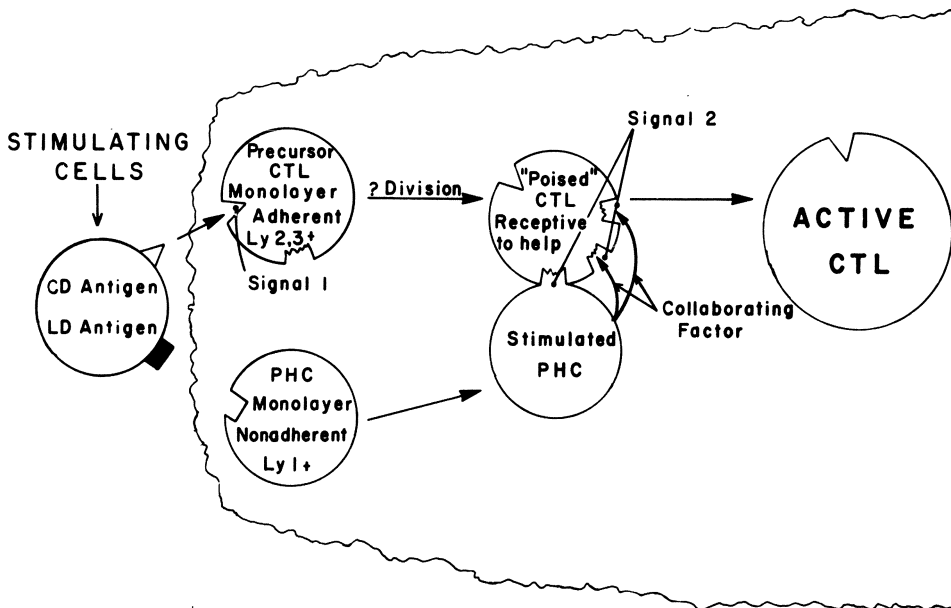 STIMULATING
CELLS
CD Antigen
LD Antigen
Precursor
CTL
Monolayer
Adherent
Ly 2,3+
Signal 1
? Division
"Poised"
CTL
Receptive
to help
Signal 2
ACTIVE
CTL
Collaborating
Factor
Stimulated
PHC
PHC
Monolayer
Nonadherent
Ly 1+